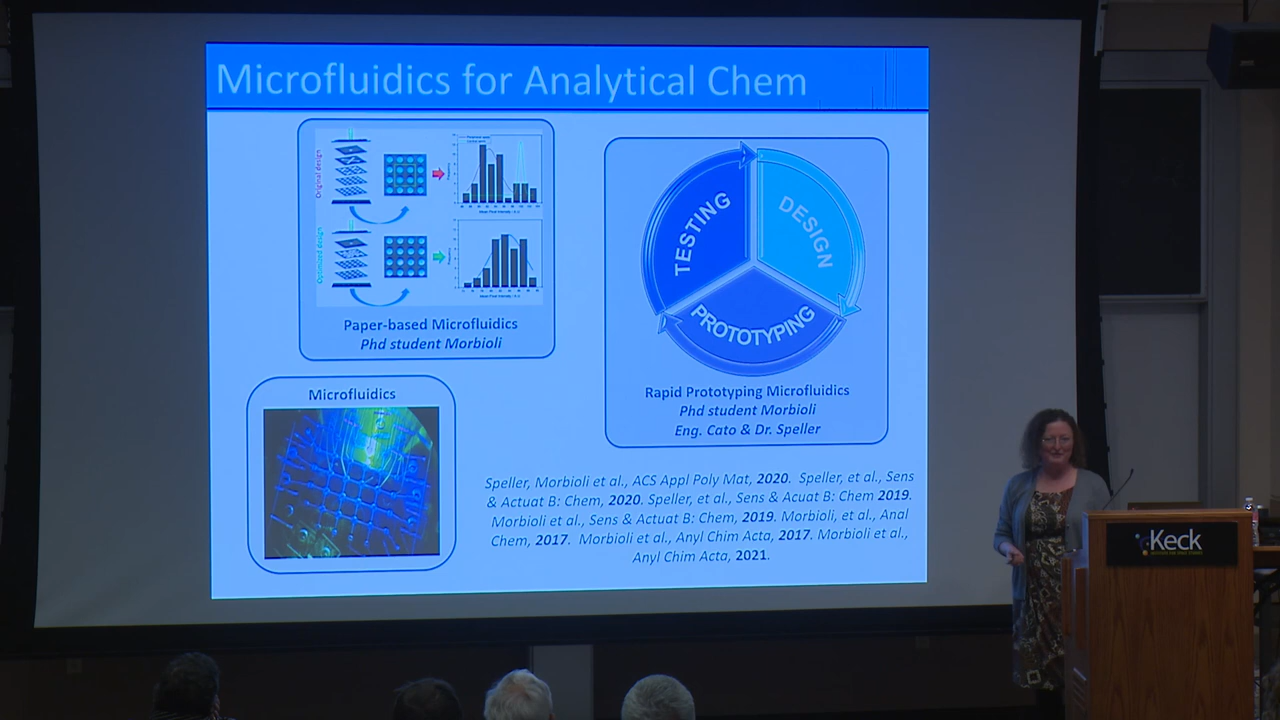 Microfluidics for Analytical Chem
Original design
Optimized design
Paper-based Microfluidics
Phd student Morbioli
TESTING
DESIGN
PROTOTYPING
Rapid Prototyping Microfluidics
Phd student Morbioli
Eng. Cato & Dr. Speller
Microfluidics
Speller, Morbioli et al., ACS Appl Poly Mat, 2020. Speller, et al., Sens
& Actuat B: Chem, 2020. Speller, et al., Sens & Acuat B: Chem 2019.
Morbioli et al., Sens & Actuat B: Chem, 2019. Morbioli, et al., Anal
Chem, 2017. Morbioli et al., Anyl Chim Acta, 2017. Morbioli et al.,
Anyl Chim Acta, 2021.
Keck